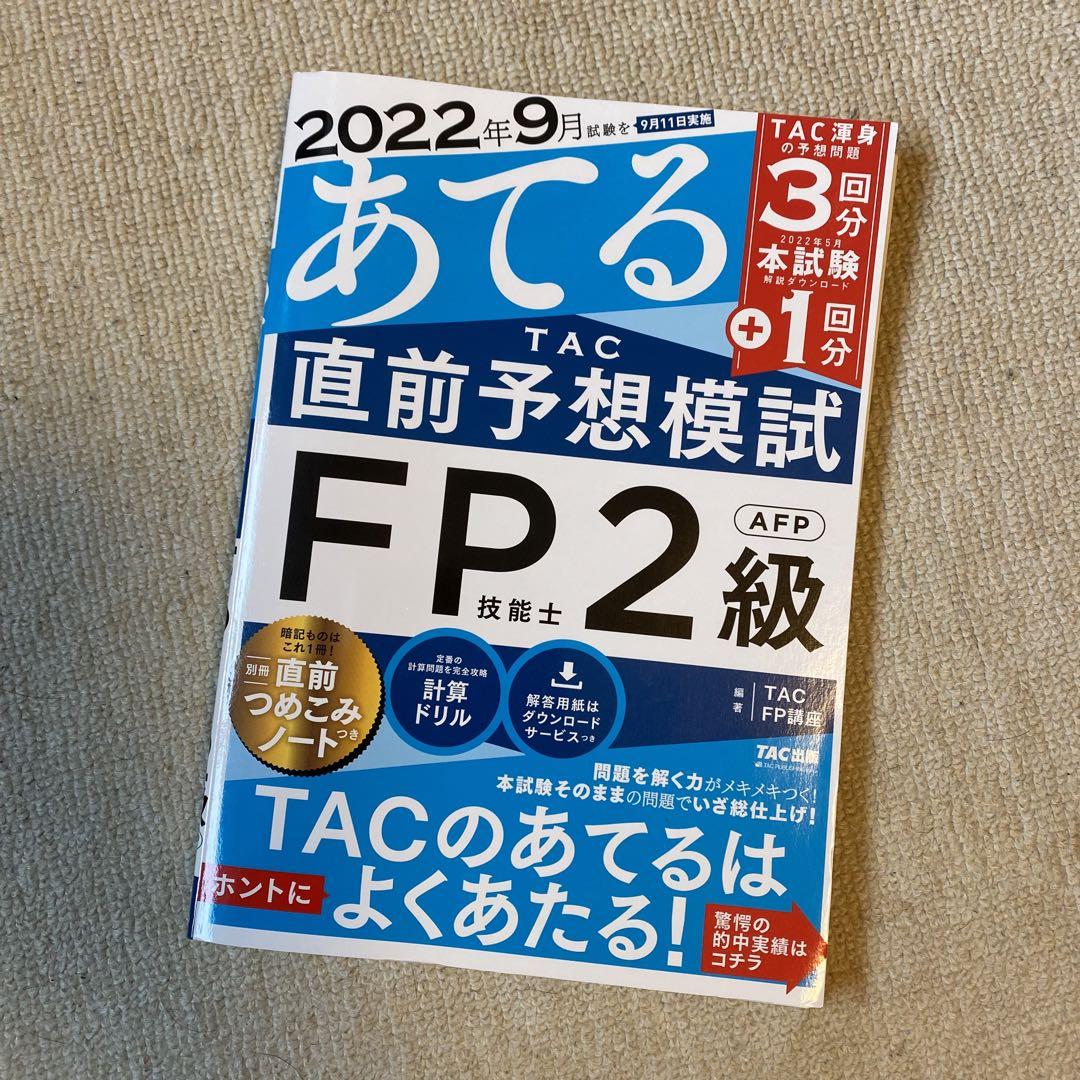 2022年9月試験を 9月11日実施
あてる
TAC渾身
の予想問題
3回分
2022年5月
本試験
解説ダウンロード
+1回分
TAC
直前予想模試
FP技能士2級
AFP
暗記ものは
これ1冊!
別冊 直前
つめこみ
ノートつき
定番の
計算問題を完全攻略
計算
ドリル
解答用紙は
ダウンロード
サービスつき
編著
TAC
FP講座
TAC出版
問題を解く力がメキメキつく!
本試験そのままの問題でいざ総仕上げ!
TACのあてるは
ホントに
よくあたる!
驚愕の
的中実績は
コチラ